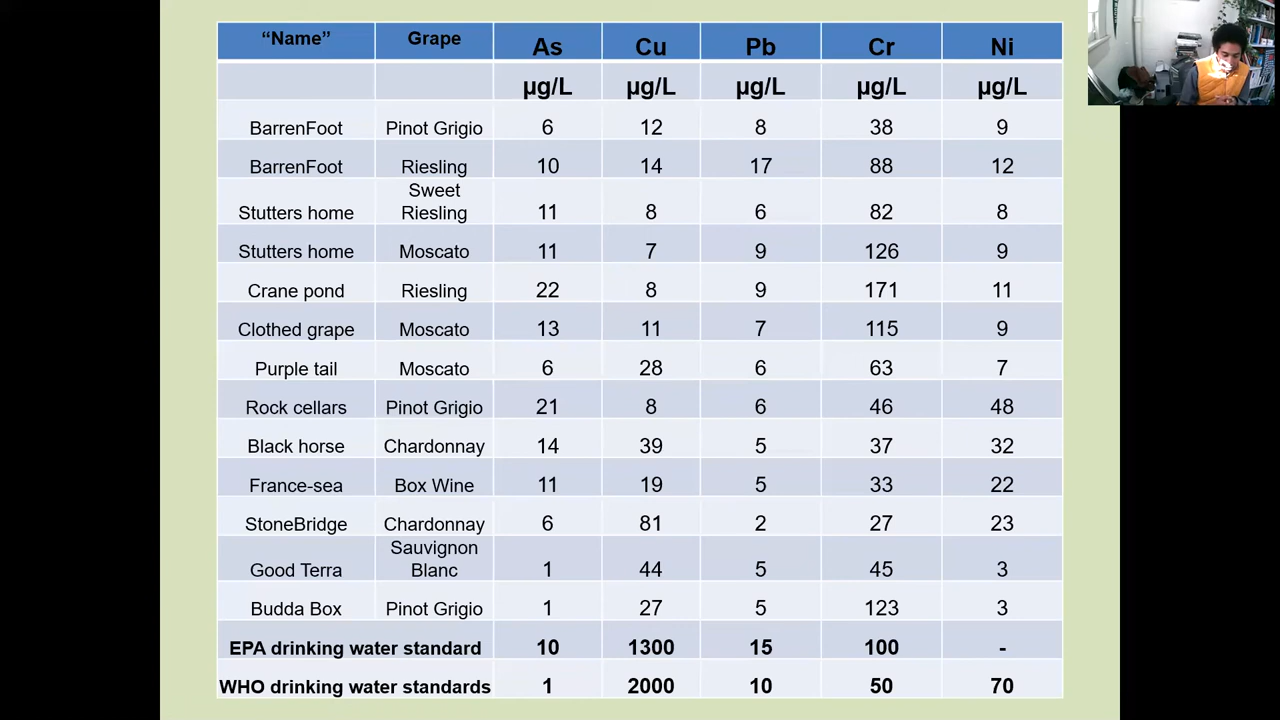 “Name” Grape As Cu Pb Cr Ni
µg/L µg/L µg/L µg/L µg/L
BarrenFoot Pinot Grigio 6 12 8 38 9
BarrenFoot Riesling 10 14 17 88 12
Stutters home Sweet Riesling 11 8 6 82 8
Stutters home Moscato 11 7 9 126 9
Crane pond Riesling 22 8 9 171 11
Clothed grape Moscato 13 11 7 115 9
Purple tail Moscato 6 28 6 63 7
Rock cellars Pinot Grigio 21 8 6 46 48
Black horse Chardonnay 14 39 5 37 32
France-sea Box Wine 11 19 5 33 22
StoneBridge Chardonnay 6 81 2 27 23
Good Terra Sauvignon Blanc 1 44 5 45 3
Budda Box Pinot Grigio 1 27 5 123 3
EPA drinking water standard 10 1300 15 100 -
WHO drinking water standards 1 2000 10 50 70